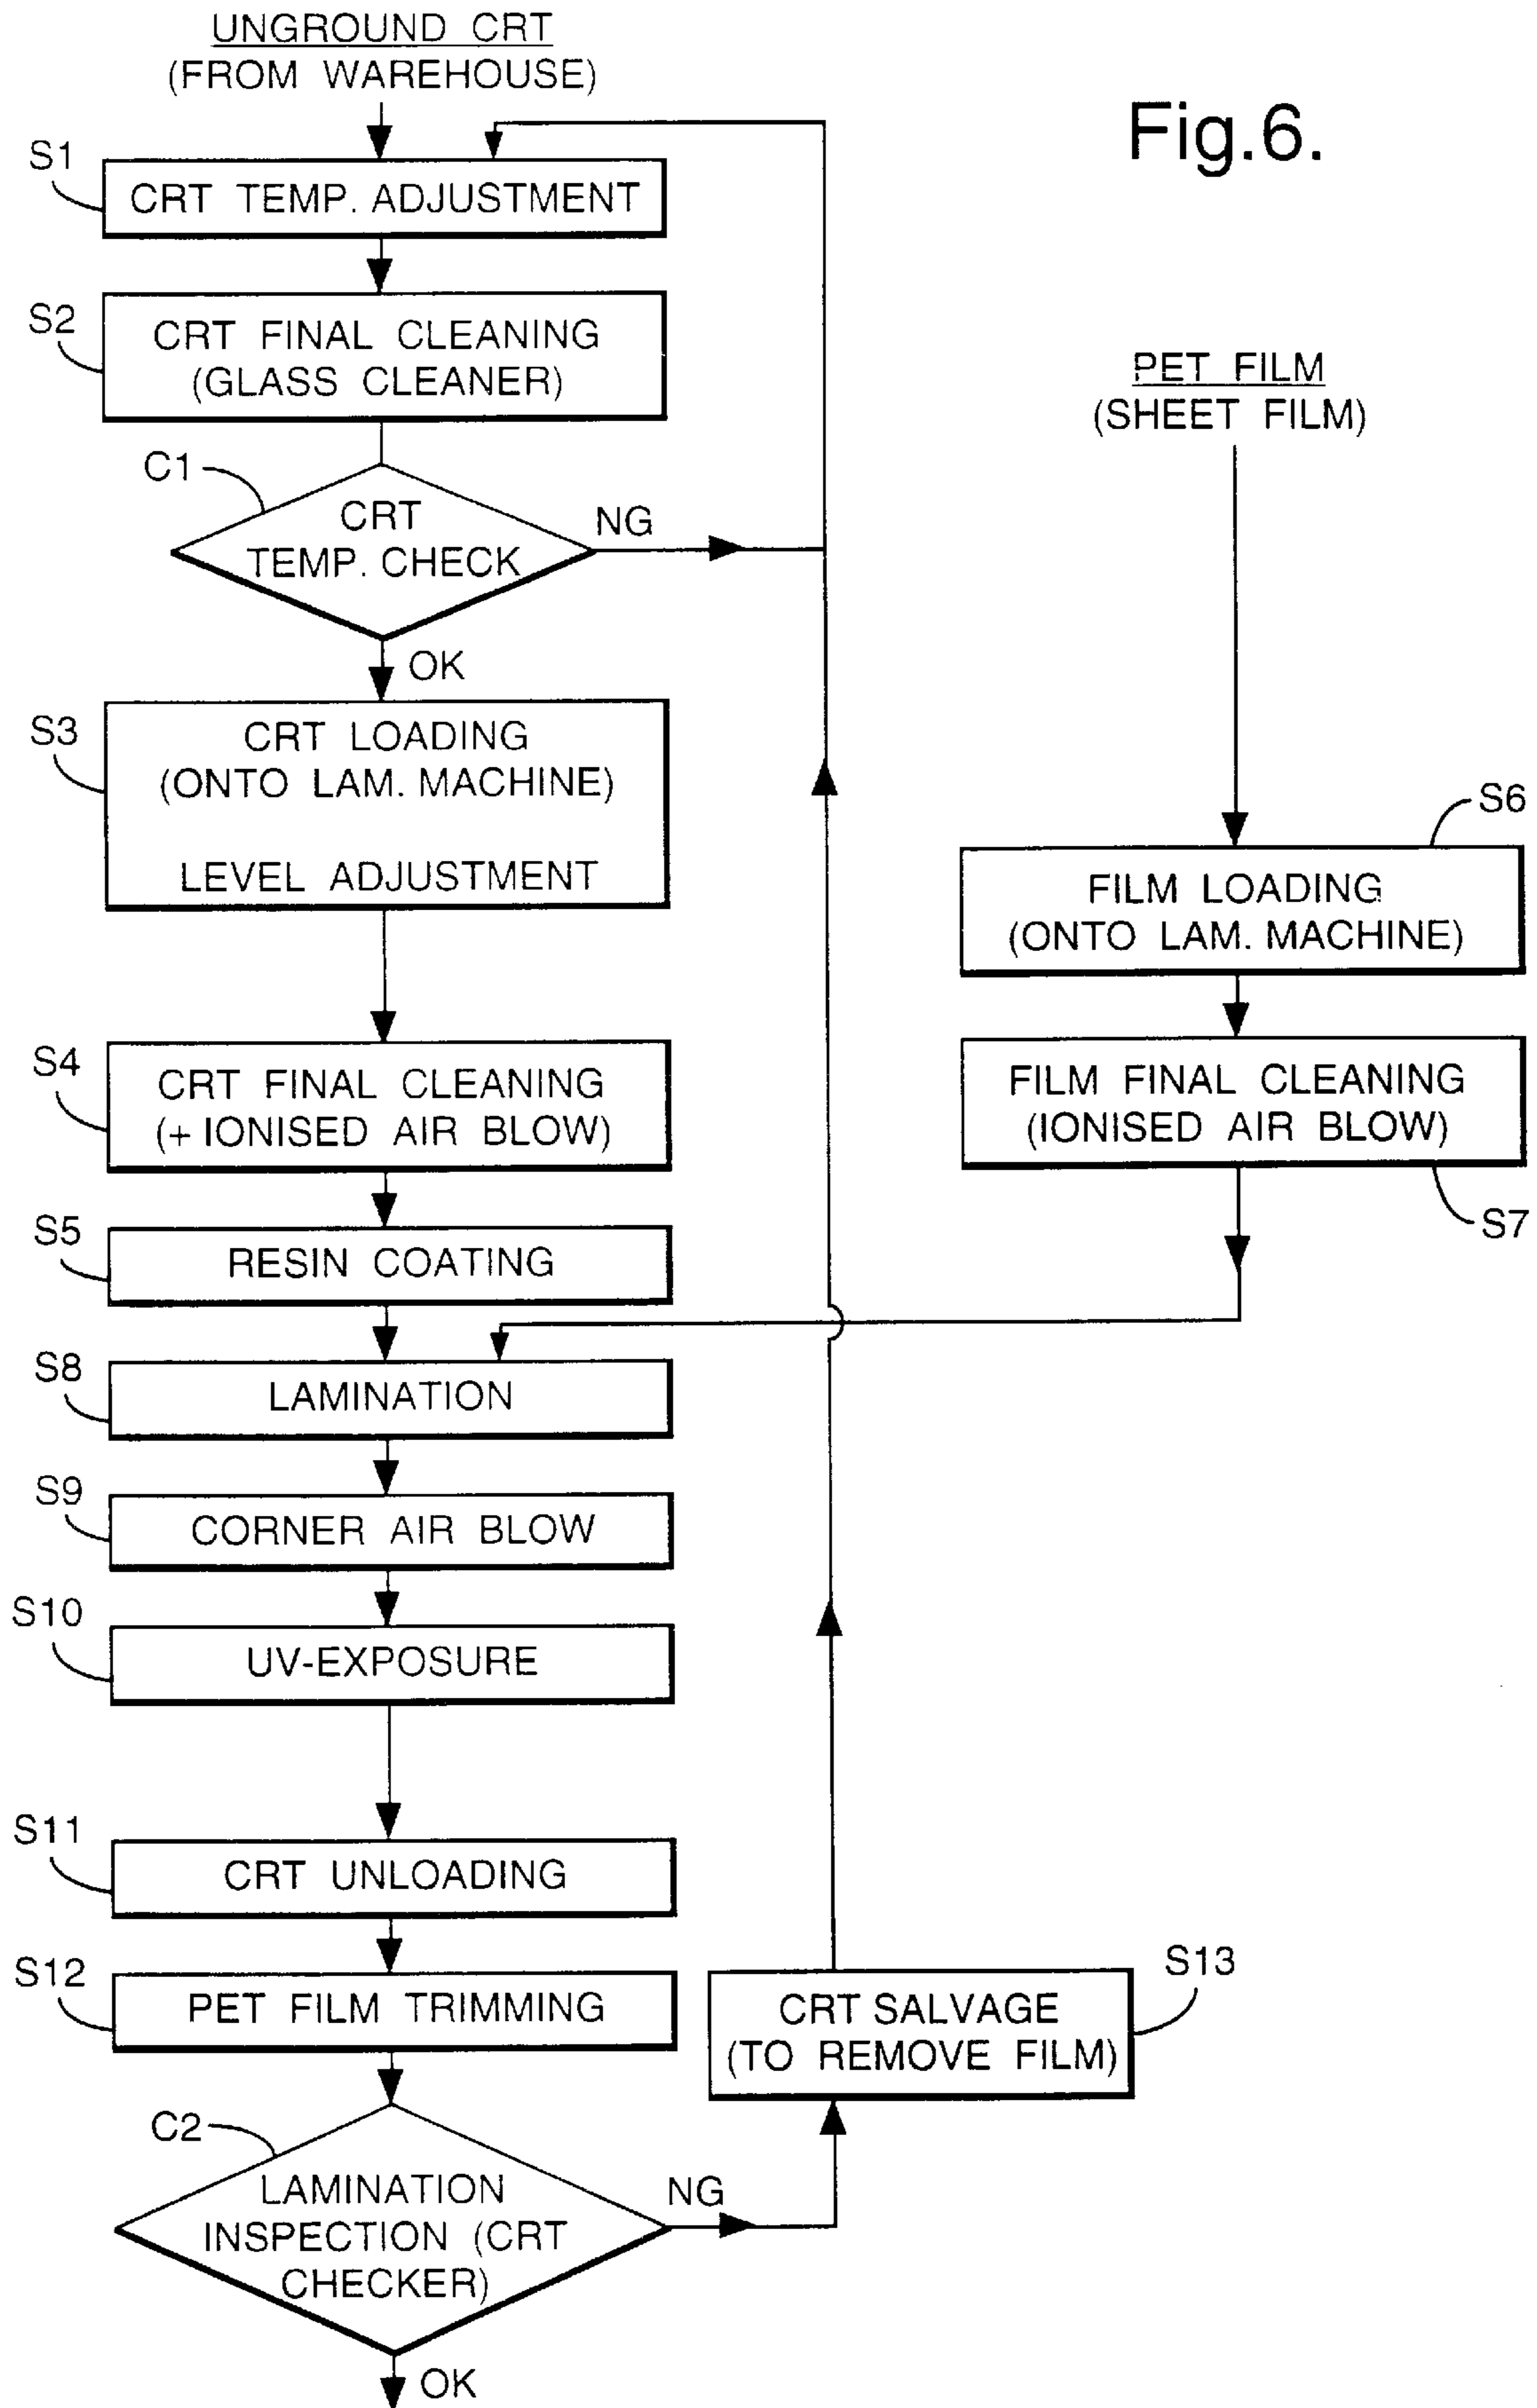 UNGROUND CRT
(FROM WAREHOUSE)
Fig.6.
S1
CRT TEMP. ADJUSTMENT
S2
CRT FINAL CLEANING
(GLASS CLEANER)
C1
CRT
TEMP. CHECK
NG
OK
S3
CRT LOADING
(ONTO LAM. MACHINE)
LEVEL ADJUSTMENT
S4
CRT FINAL CLEANING
(+ IONISED AIR BLOW)
S5
RESIN COATING
PET FILM
(SHEET FILM)
S6
FILM LOADING
(ONTO LAM. MACHINE)
FILM FINAL CLEANING
(IONISED AIR BLOW)
S7
S8
LAMINATION
S9
CORNER AIR BLOW
S10
UV-EXPOSURE
S11
CRT UNLOADING
S12
PET FILM TRIMMING
C2
LAMINATION
INSPECTION (CRT
CHECKER)
NG
OK
S13
CRT SALVAGE
(TO REMOVE FILM)